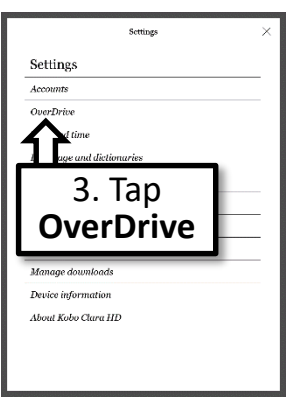 Settings
Settings
Accounts
OverDrive
d time
age and dictionaries
3. Tap
OverDrive
Manage downloads
Device information
About Kobo Clara HD